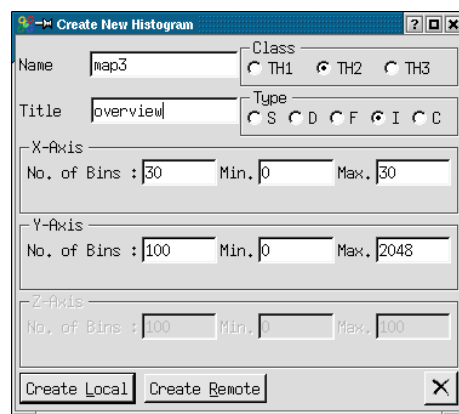 Create New Histogram
Name map3
Class
TH1 TH2 TH3
Title overview
Type
S D F I C
X-Axis
No. of Bins : 30 Min. 0 Max. 30
Y-Axis
No. of Bins : 100 Min. 0 Max. 2048
Z-Axis
No. of Bins : 100 Min. 0 Max. 100
Create Local Create Remote